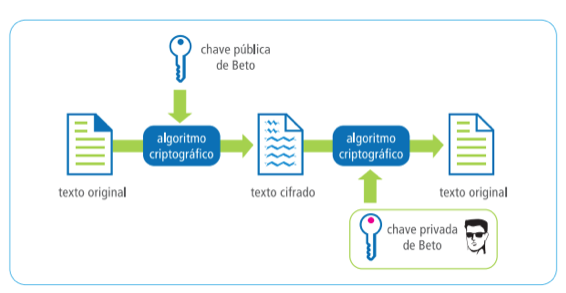 chave pública
de Beto
algoritmo
criptográfico
algoritmo
criptográfico
texto original
texto cifrado
texto original
chave privada
de Beto